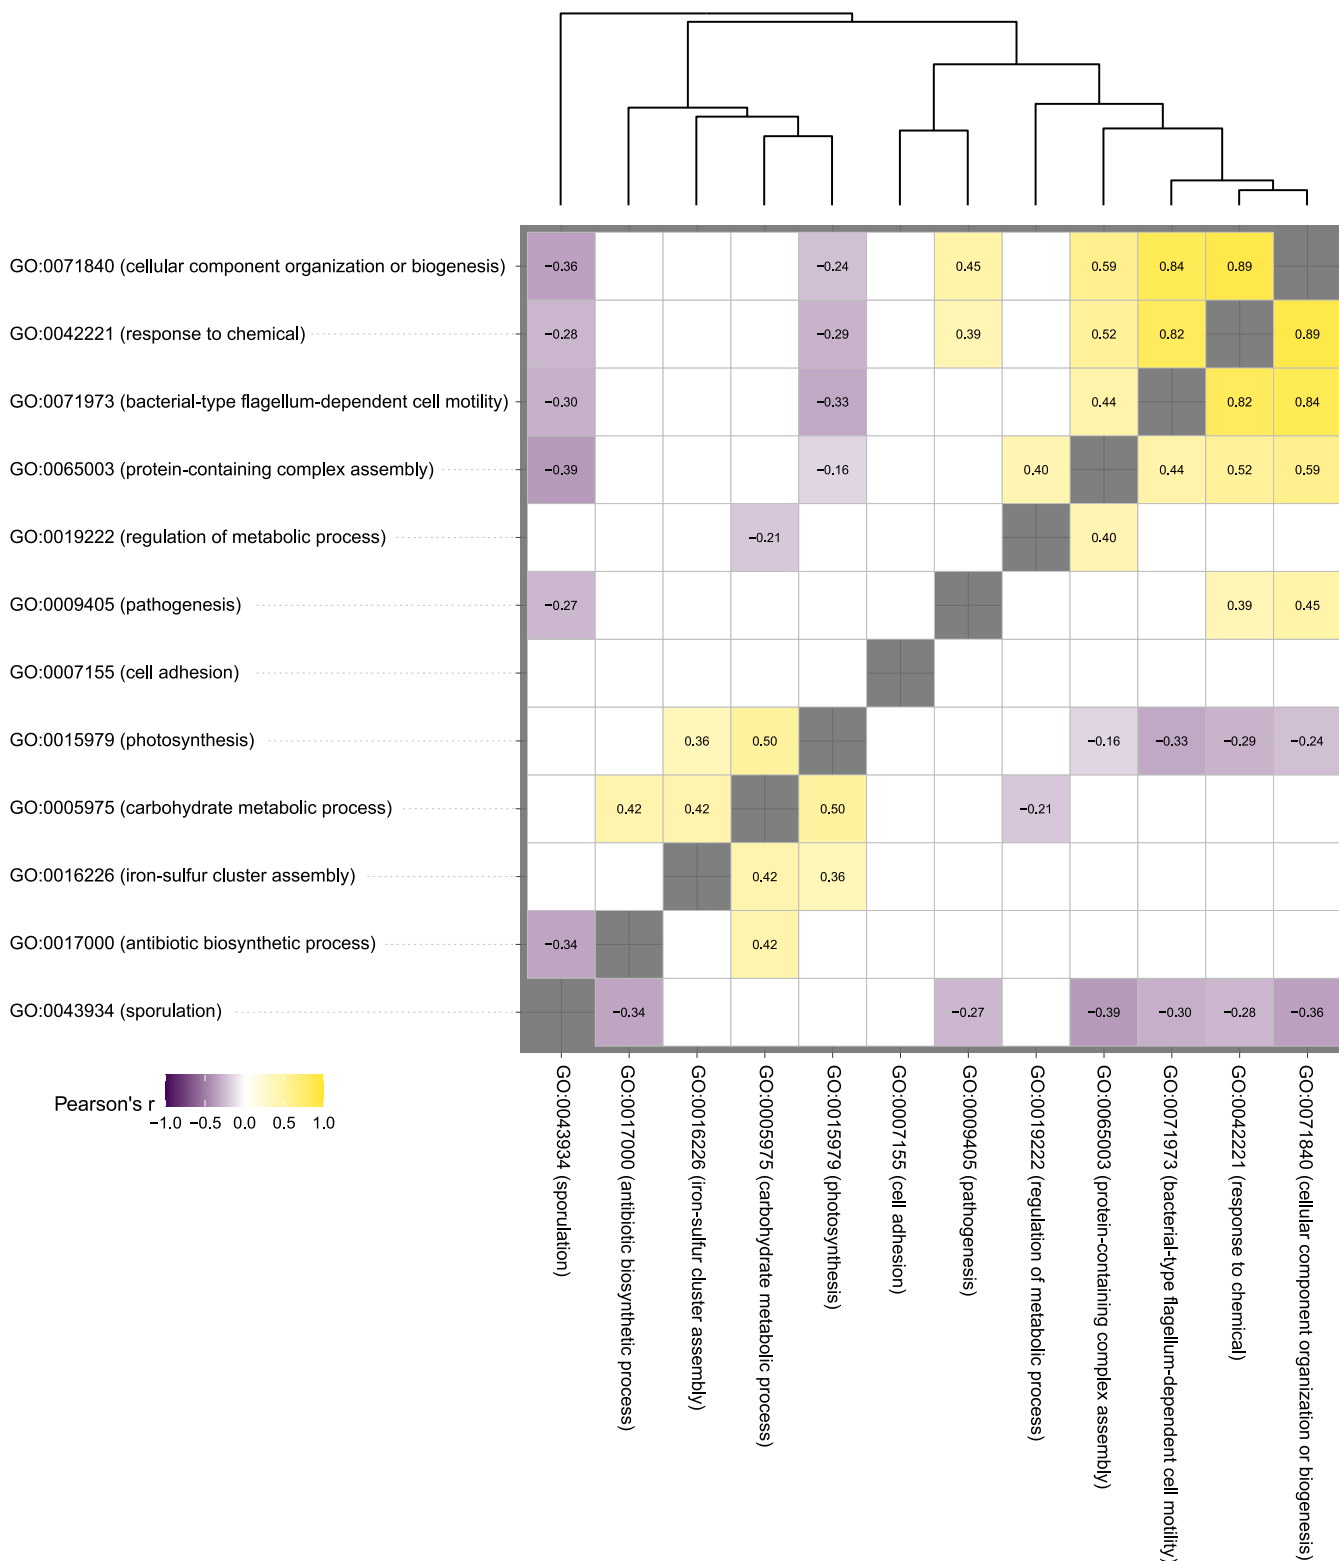 GO:0071840 (cellular component organization or biogenesis) −0.36 −0.24 0.45 0.59 0.84 0.89
GO:0042221 (response to chemical) −0.28 −0.29 0.39 0.52 0.82 0.89
GO:0071973 (bacterial-type flagellum-dependent cell motility) −0.30 −0.33 0.44 0.82 0.84
GO:0065003 (protein-containing complex assembly) −0.39 −0.16 0.40 0.44 0.52 0.59
GO:0019222 (regulation of metabolic process) −0.21 0.40
GO:0009405 (pathogenesis) −0.27 0.39 0.45
GO:0007155 (cell adhesion)
GO:0015979 (photosynthesis) 0.36 0.50 −0.16 −0.33 −0.29 −0.24
GO:0005975 (carbohydrate metabolic process) 0.42 0.42 0.50 −0.21
GO:0016226 (iron-sulfur cluster assembly) 0.42 0.36
GO:0017000 (antibiotic biosynthetic process) −0.34 0.42
GO:0043934 (sporulation) −0.34 −0.27 −0.39 −0.30 −0.28 −0.36
Pearson's r
−1.0 −0.5 0.0 0.5 1.0
GO:0043934 (sporulation)
GO:0017000 (antibiotic biosynthetic process)
GO:0016226 (iron-sulfur cluster assembly)
GO:0005975 (carbohydrate metabolic process)
GO:0015979 (photosynthesis)
GO:0007155 (cell adhesion)
GO:0009405 (pathogenesis)
GO:0019222 (regulation of metabolic process)
GO:0065003 (protein-containing complex assembly)
GO:0071973 (bacterial-type flagellum-dependent cell motility)
GO:0042221 (response to chemical)
GO:0071840 (cellular component organization or biogenesis)